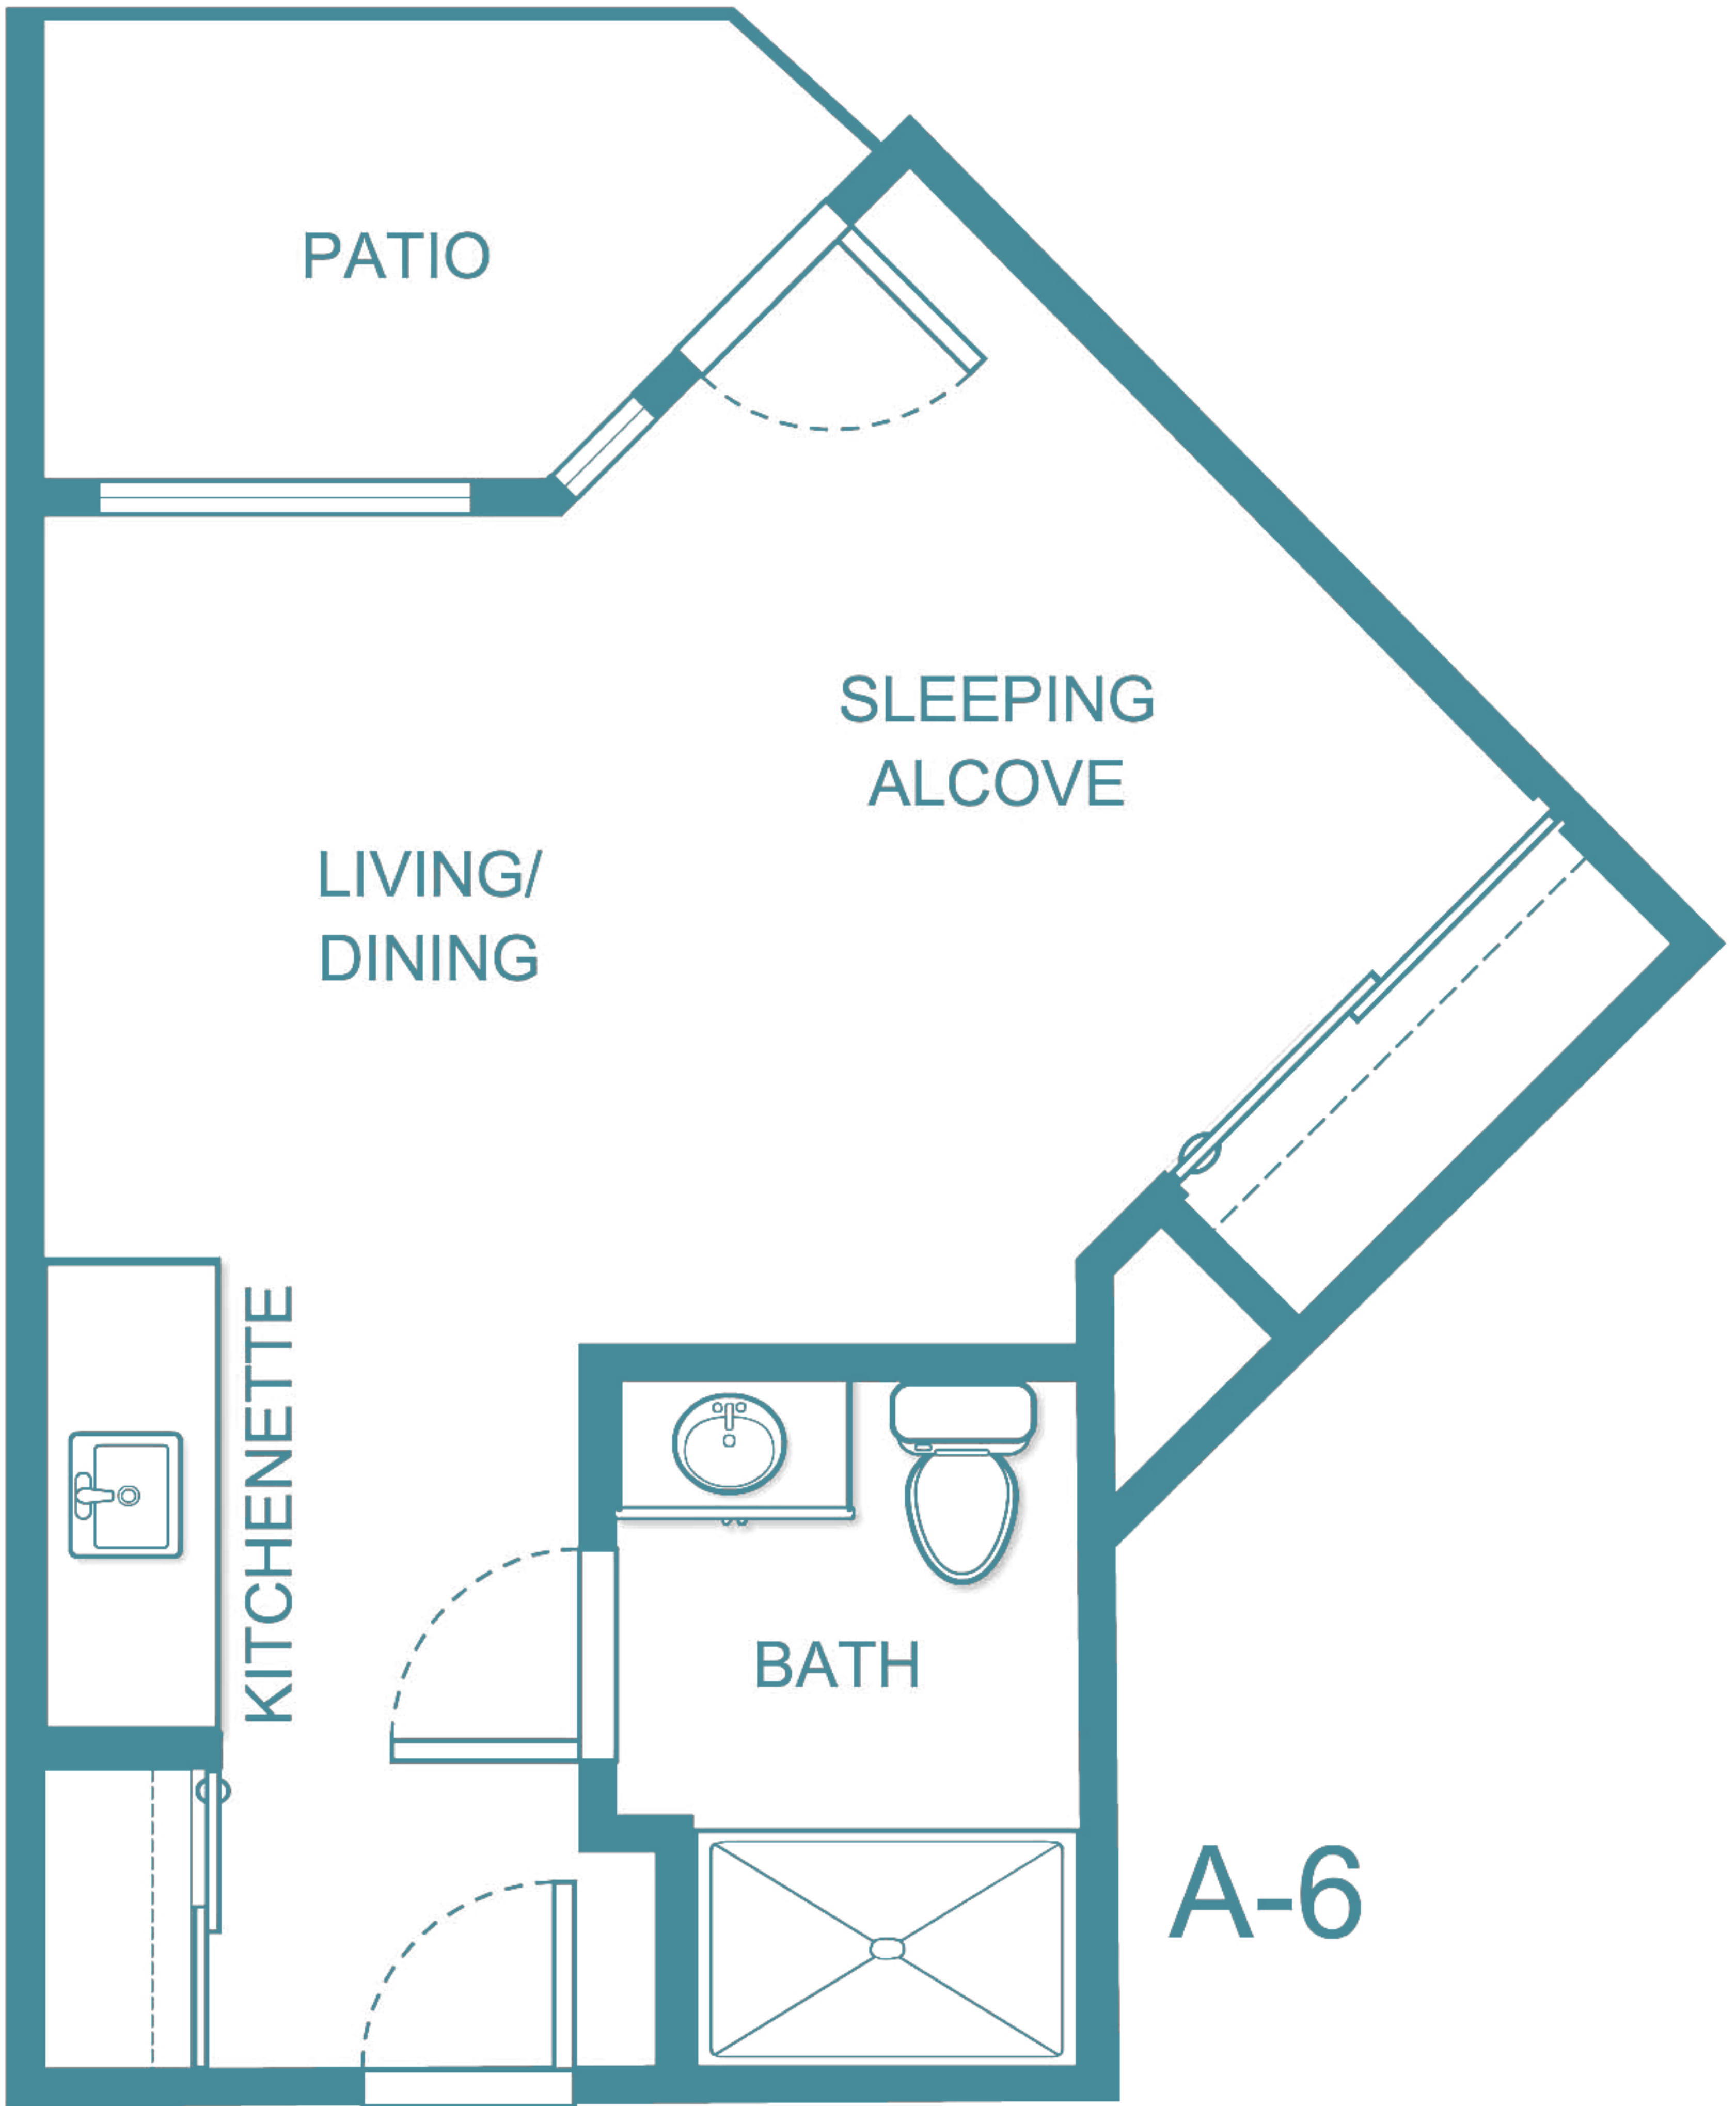 PATIO
SLEEPING
ALCOVE
LIVING/
DINING
KITCHENETTE
BATH
A-6